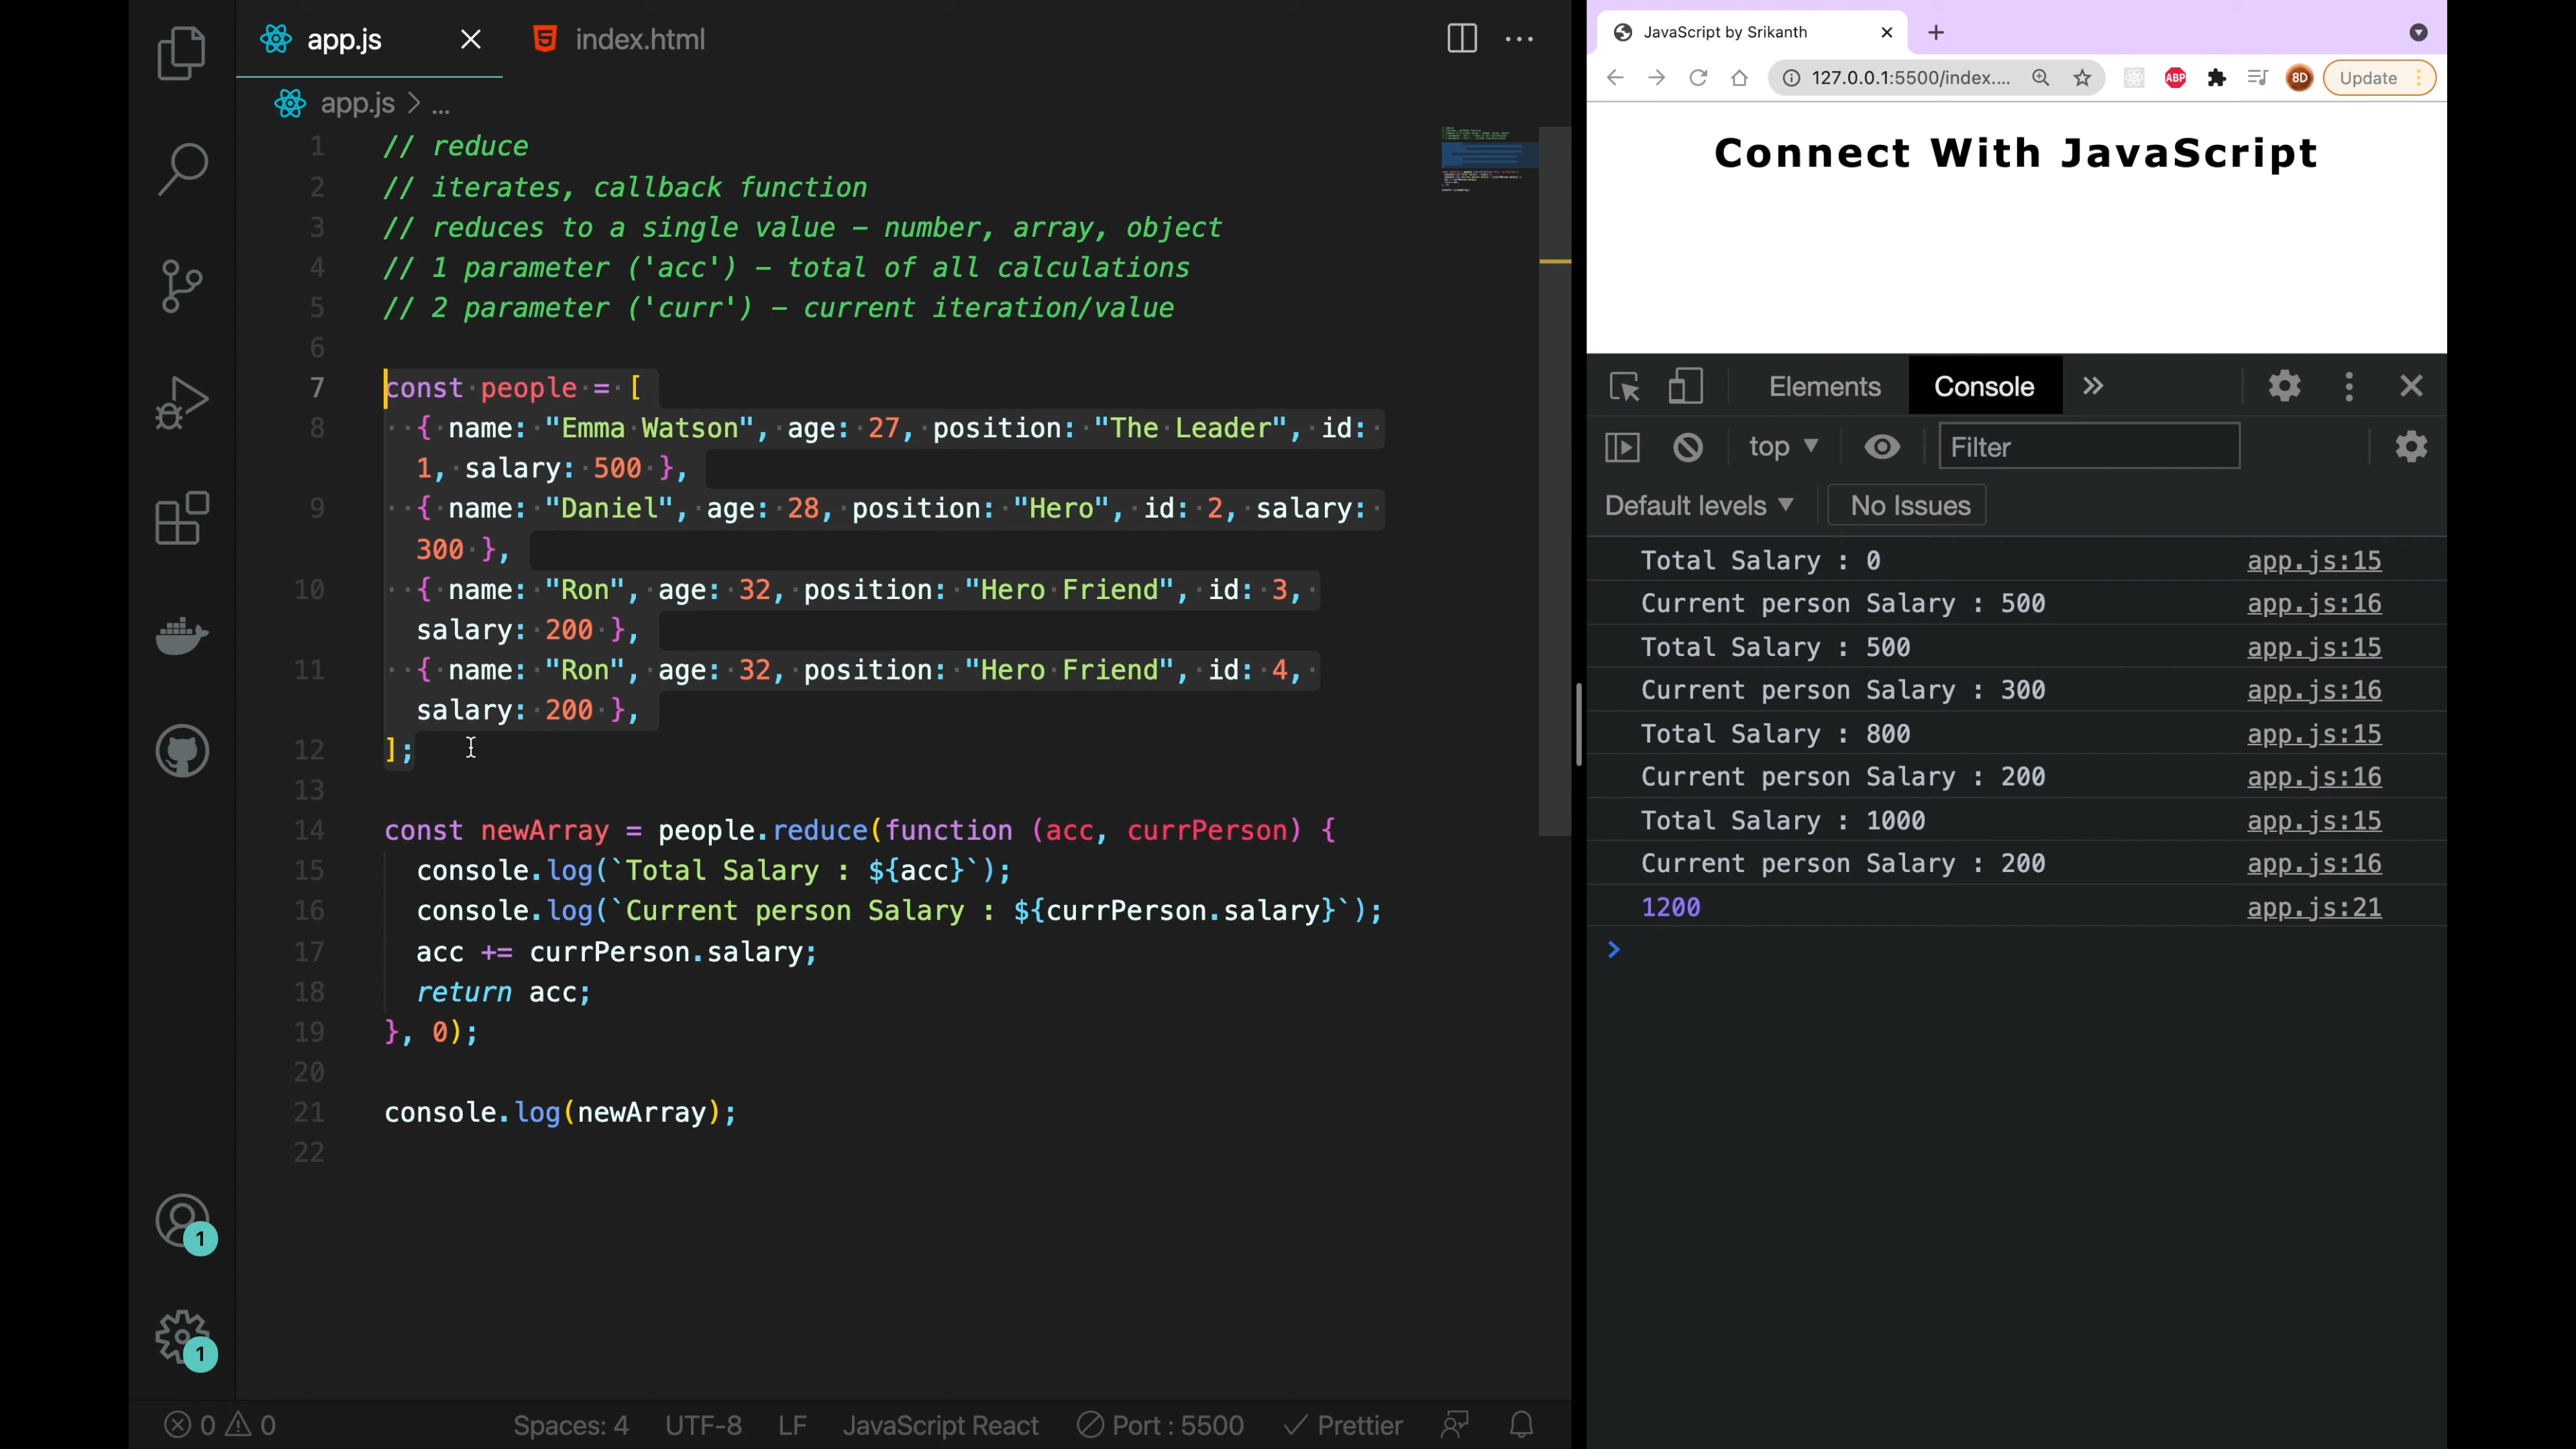 app.js
index.html
app.js > ...
1 // reduce
2 // iterates, callback function
3 // reduces to a single value – number, array, object
4 // 1 parameter ('acc') – total of all calculations
5 // 2 parameter ('curr') – current iteration/value
6
7 const people = [
8 { name: "Emma Watson", age: 27, position: "The Leader", id:
1, salary: 500 },
9 { name: "Daniel", age: 28, position: "Hero", id: 2, salary:
300 },
10 { name: "Ron", age: 32, position: "Hero Friend", id: 3,
salary: 200 },
11 { name: "Ron", age: 32, position: "Hero Friend", id: 4,
salary: 200 },
12 ];
13
14 const newArray = people.reduce(function (acc, currPerson) {
15 console.log(`Total Salary : ${acc}`);
16 console.log(`Current person Salary : ${currPerson.salary}`);
17 acc += currPerson.salary;
18 return acc;
19 }, 0);
20
21 console.log(newArray);
22
1
1
0 0
Spaces: 4 UTF-8 LF JavaScript React Port : 5500 Prettier
JavaScript by Srikanth
127.0.0.1:5500/index....
ABP
8D
Update
Connect With JavaScript
Elements Console
top Filter
Default levels No Issues
Total Salary : 0 app.js:15
Current person Salary : 500 app.js:16
Total Salary : 500 app.js:15
Current person Salary : 300 app.js:16
Total Salary : 800 app.js:15
Current person Salary : 200 app.js:16
Total Salary : 1000 app.js:15
Current person Salary : 200 app.js:16
1200 app.js:21